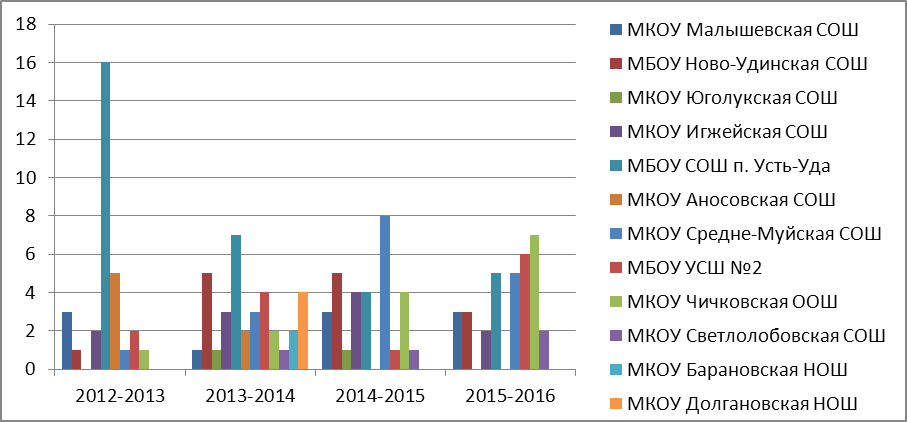 18
16
14
12
10
8
6
4
2
0
2012-2013 2013-2014 2014-2015 2015-2016
МКОУ Малышевская СОШ
МБОУ Ново-Удинская СОШ
МКОУ Юголукская СОШ
МКОУ Игжейская СОШ
МБОУ СОШ п. Усть-Уда
МКОУ Аносовская СОШ
МКОУ Средне-Муйская СОШ
МБОУ УСШ №2
МКОУ Чичковская ООШ
МКОУ Светлолобовская СОШ
МКОУ Барановская НОШ
МКОУ Долгановская НОШ